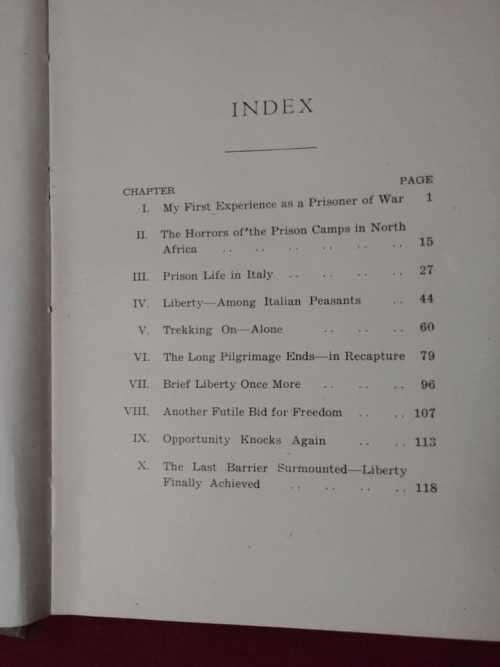 INDEX
CHAPTER PAGE
I. My First Experience as a Prisoner of War 1
II. The Horrors of the Prison Camps in North
Africa .. .. .. .. .. .. 15
III. Prison Life in Italy .. .. .. .. 27
IV. Liberty—Among Italian Peasants .. 44
V. Trekking On—Alone .. .. .. 60
VI. The Long Pilgrimage Ends—in Recapture 79
VII. Brief Liberty Once More .. .. .. 96
VIII. Another Futile Bid for Freedom .. .. 107
IX. Opportunity Knocks Again .. .. 113
X. The Last Barrier Surmounted—Liberty
Finally Achieved .. .. .. .. 118